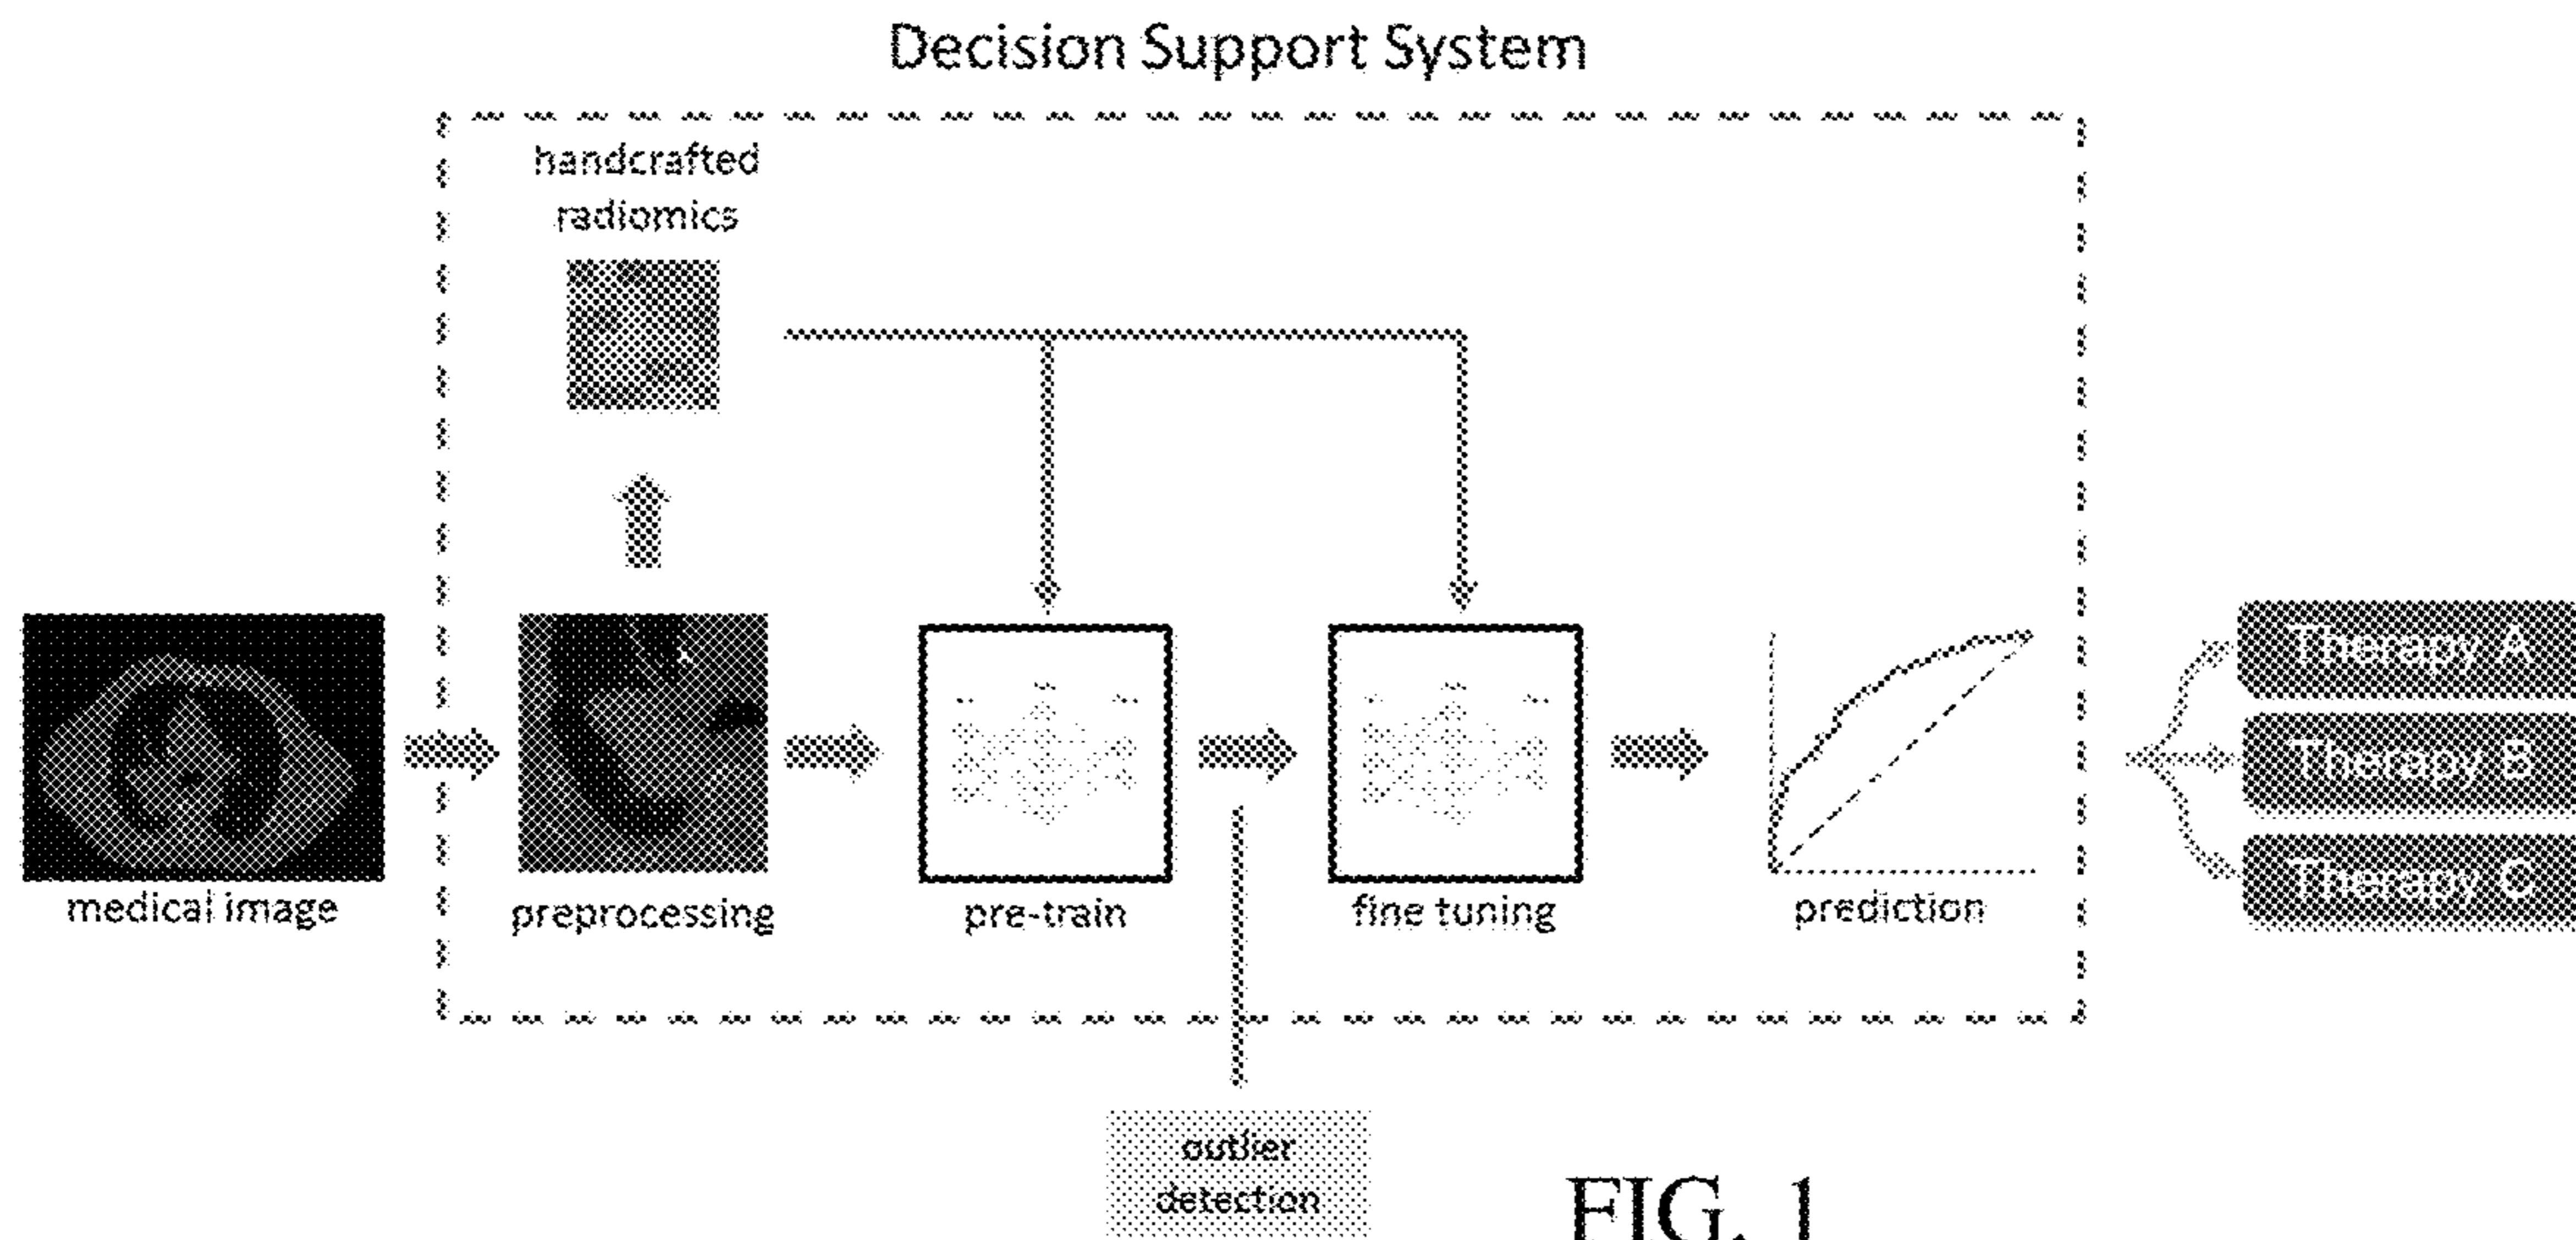 Decision Support System
handcrafted
radiomics
medical image
preprocessing
pre-train
fine tuning
prediction
Therapy A
Therapy B
Therapy C
outlier
detection
FIG. 1